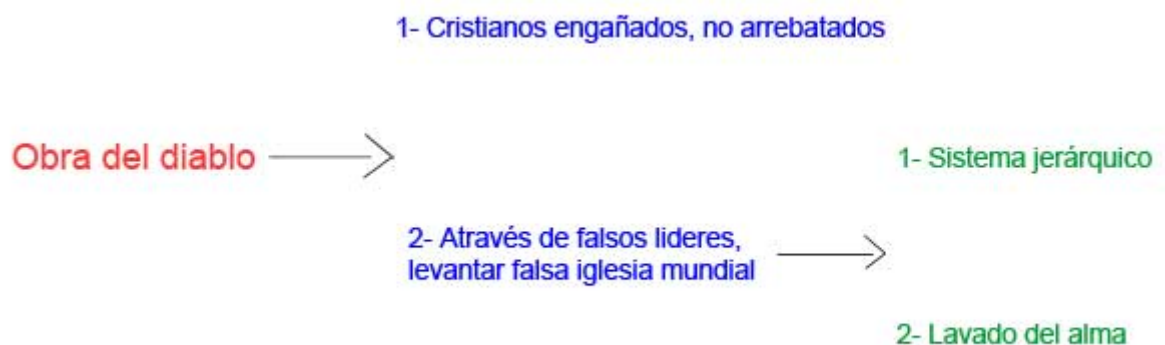 1- Cristianos engañados, no arrebatados
Obra del diablo
1- Sistema jerárquico
2- Através de falsos lideres,
levantar falsa iglesia mundial
2- Lavado del alma